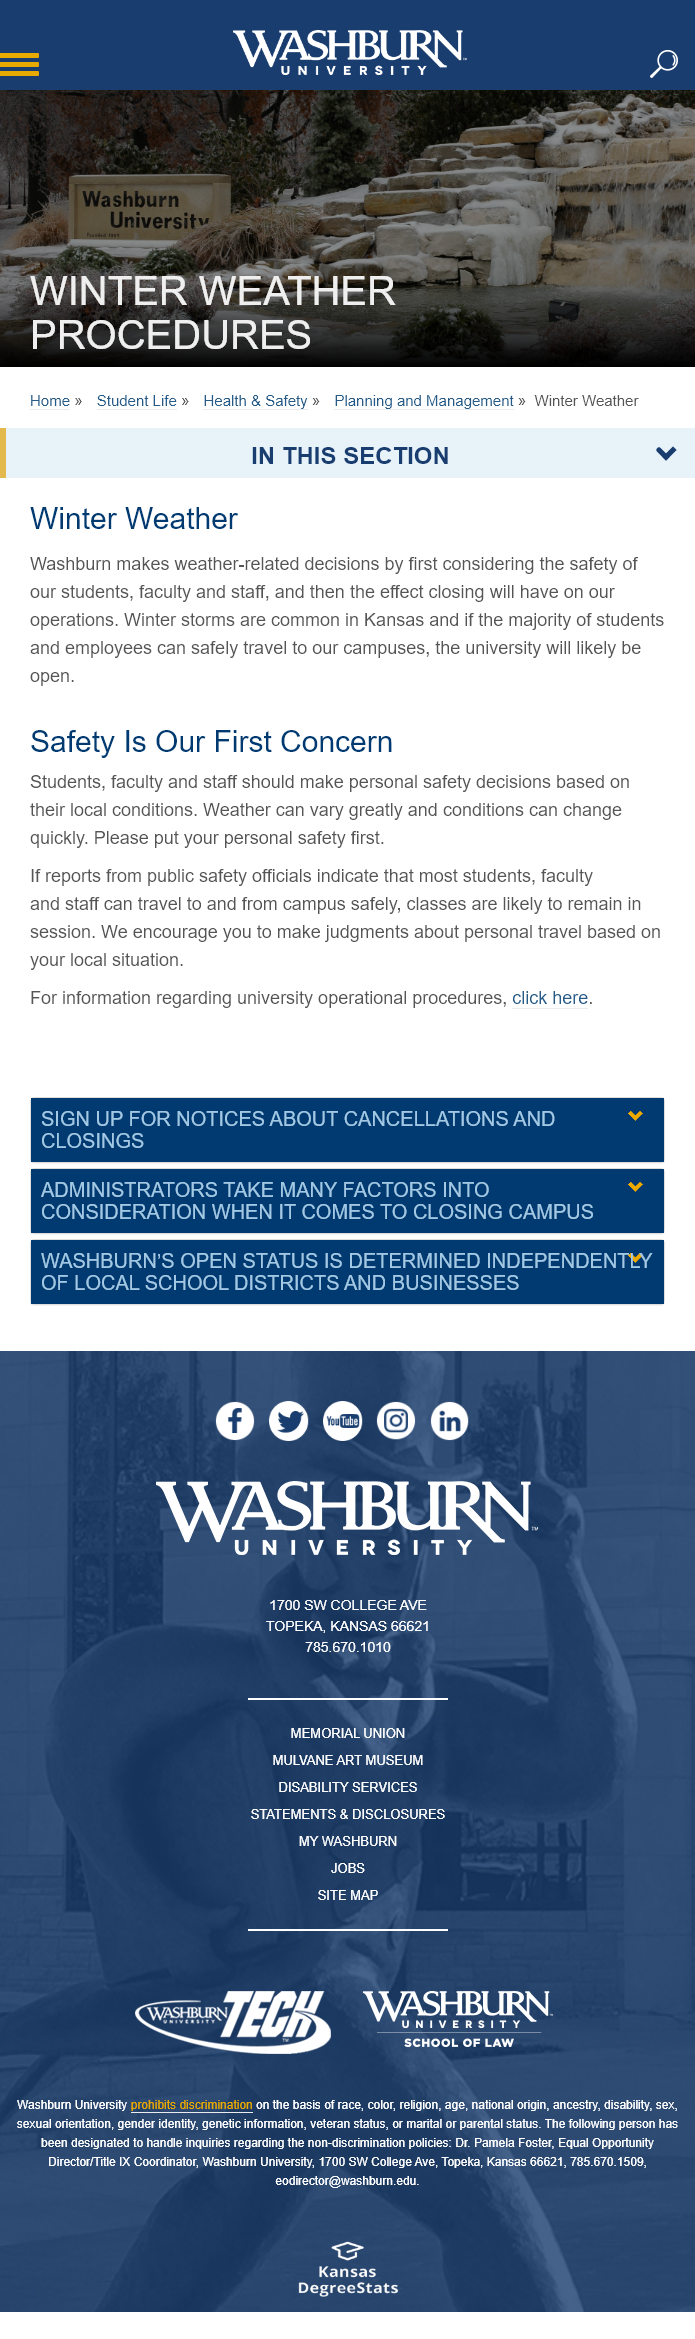 WASHBURN
UNIVERSITY
Washburn
University
WINTER WEATHER
PROCEDURES
Home » Student Life » Health & Safety » Planning and Management » Winter Weather
IN THIS SECTION
Winter Weather
Washburn makes weather-related decisions by first considering the safety of
our students, faculty and staff, and then the effect closing will have on our
operations. Winter storms are common in Kansas and if the majority of students
and employees can safely travel to our campuses, the university will likely be
open.
Safety Is Our First Concern
Students, faculty and staff should make personal safety decisions based on
their local conditions. Weather can vary greatly and conditions can change
quickly. Please put your personal safety first.
If reports from public safety officials indicate that most students, faculty
and staff can travel to and from campus safely, classes are likely to remain in
session. We encourage you to make judgments about personal travel based on
your local situation.
For information regarding university operational procedures, click here.
SIGN UP FOR NOTICES ABOUT CANCELLATIONS AND
CLOSINGS
ADMINISTRATORS TAKE MANY FACTORS INTO
CONSIDERATION WHEN IT COMES TO CLOSING CAMPUS
WASHBURN'S OPEN STATUS IS DETERMINED INDEPENDENTLY
OF LOCAL SCHOOL DISTRICTS AND BUSINESSES
YouTube
WASHBURN™
UNIVERSITY
1700 SW COLLEGE AVE
TOPEKA, KANSAS 66621
785.670.1010
MEMORIAL UNION
MULVANE ART MUSEUM
DISABILITY SERVICES
STATEMENTS & DISCLOSURES
MY WASHBURN
JOBS
SITE MAP
WASHBURN TECH™
UNIVERSITY
WASHBURN
UNIVERSITY
SCHOOL OF LAW
Washburn University prohibits discrimination on the basis of race, color, religion, age, national origin, ancestry, disability, sex,
sexual orientation, gender identity, genetic information, veteran status, or marital or parental status. The following person has
been designated to handle inquiries regarding the non-discrimination policies: Dr. Pamela Foster, Equal Opportunity
Director/Title IX Coordinator, Washburn University, 1700 SW College Ave, Topeka, Kansas 66621, 785.670.1509,
eodirector@washburn.edu.
Kansas
DegreeStats